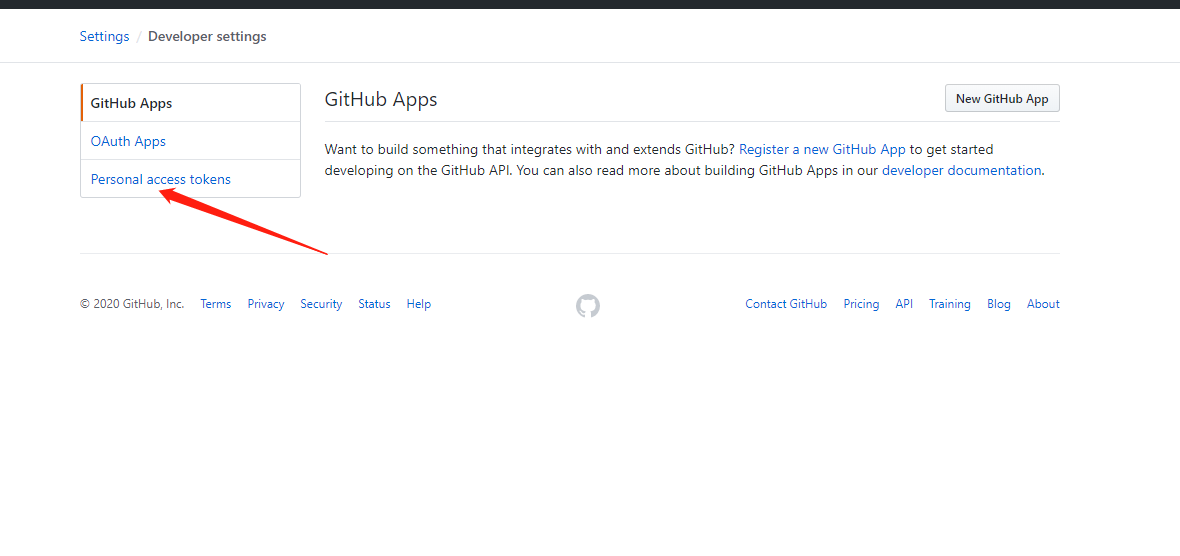 Settings / Developer settings
GitHub Apps
OAuth Apps
Personal access tokens
GitHub Apps
New GitHub App
Want to build something that integrates with and extends GitHub? Register a new GitHub App to get started
developing on the GitHub API. You can also read more about building GitHub Apps in our developer documentation.
© 2020 GitHub, Inc. Terms Privacy Security Status Help
Contact GitHub Pricing API Training Blog About